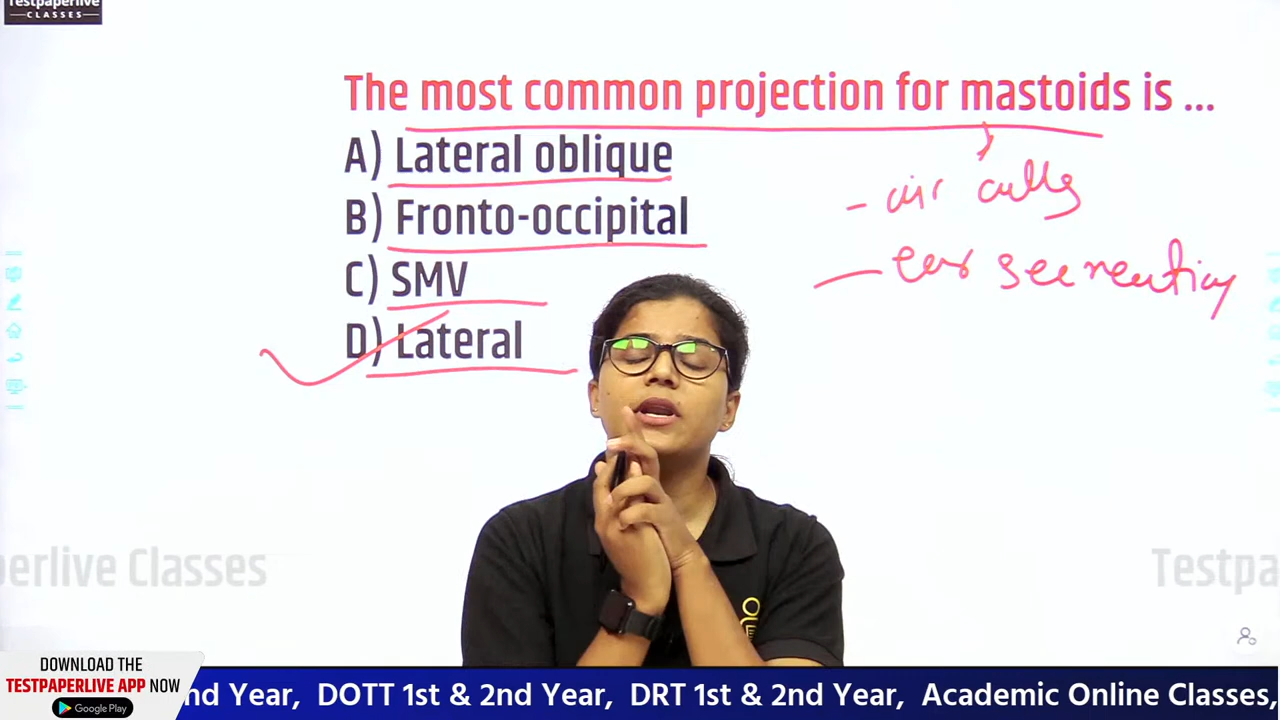 Testpaperlive
CLASSES
The most common projection for mastoids is ...
A) Lateral oblique
B) Fronto-occipital
C) SMV
D) Lateral
- air
- ear
perlive Classes
Testpa
DOWNLOAD THE
TESTPAPERLIVE APP NOW
Google Play
nd Year, DOTT 1st & 2nd Year, DRT 1st & 2nd Year, Academic Online Classes,